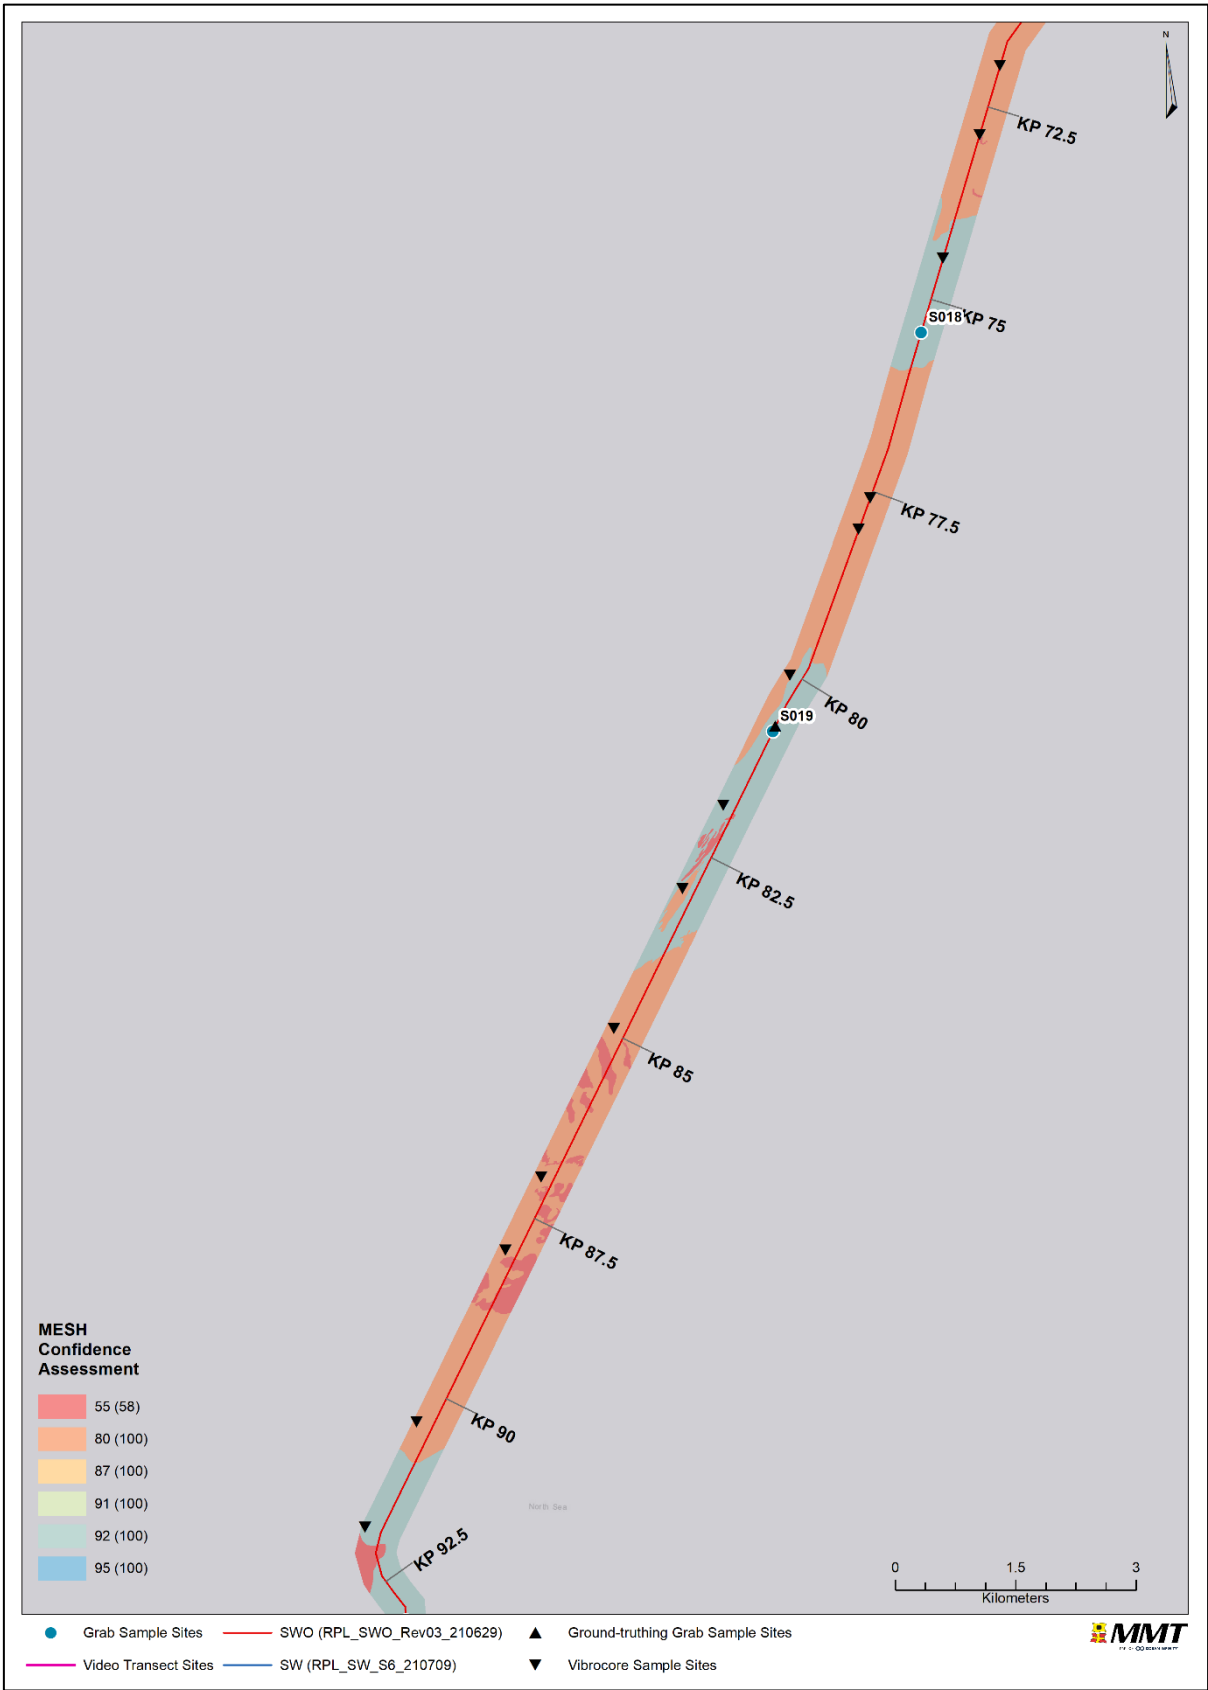 N
KP 72.5
KP 75
S018
KP 77.5
KP 80
S019
KP 82.5
KP 85
KP 87.5
KP 90
KP 92.5
North Sea
MESH
Confidence
Assessment
55 (58)
80 (100)
87 (100)
91 (100)
92 (100)
95 (100)
0 1.5 3
Kilometers
Grab Sample Sites
SWO (RPL_SWO_Rev03_210629)
Ground-truthing Grab Sample Sites
Video Transect Sites
SW (RPL_SW_S6_210709)
Vibrocore Sample Sites
MMT